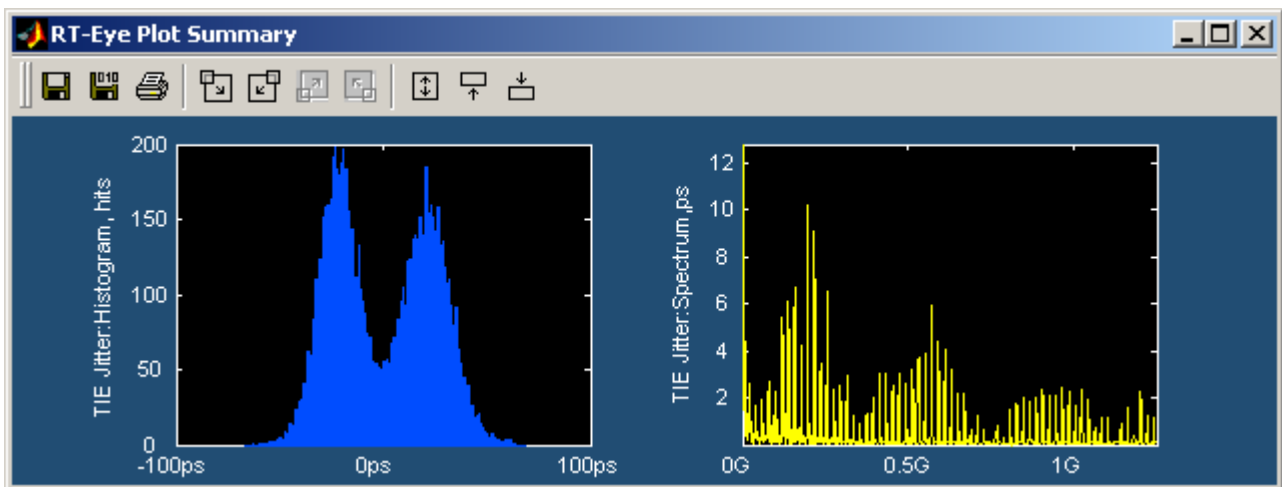 RT-Eye Plot Summary
010
TIE Jitter:Histogram, hits
200
150
100
50
0
-100ps
0ps
100ps
TIE Jitter:Spectrum,ps
12
10
8
6
4
2
0G
0.5G
1G